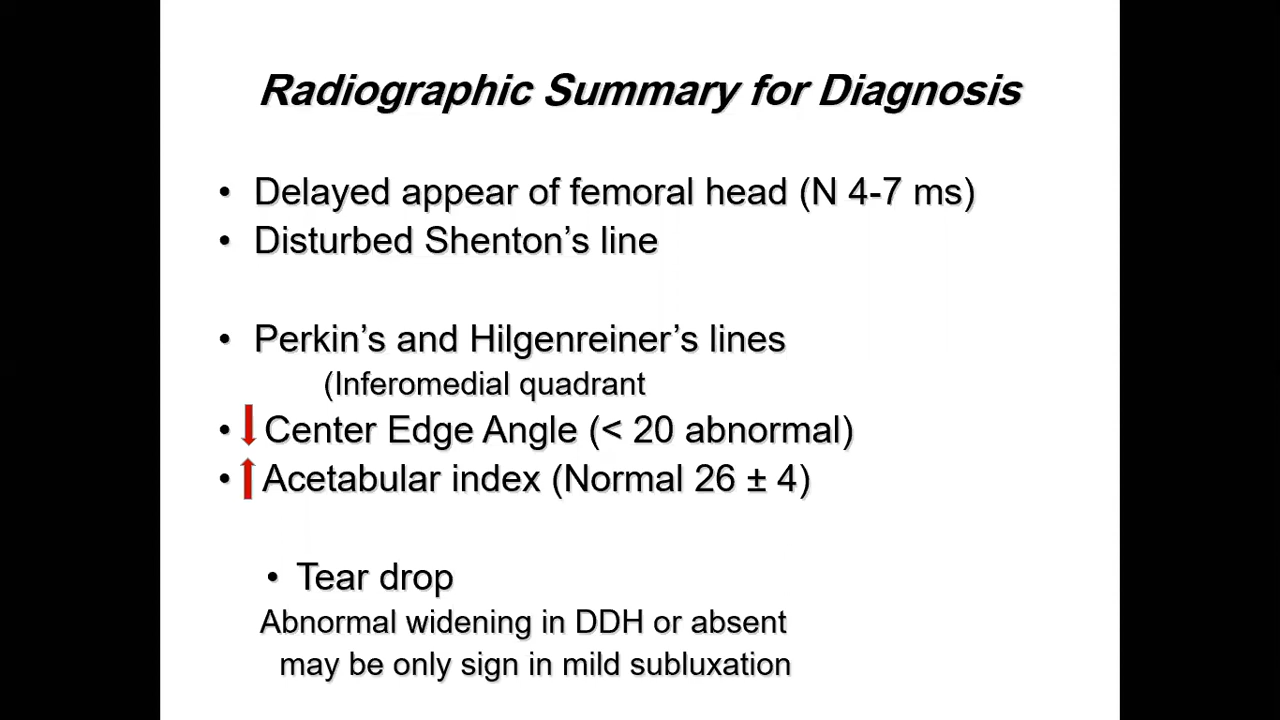 Radiographic Summary for Diagnosis
• Delayed appear of femoral head (N 4-7 ms)
• Disturbed Shenton’s line
• Perkin’s and Hilgenreiner’s lines
(Inferomedial quadrant
• Center Edge Angle (< 20 abnormal)
• Acetabular index (Normal 26 ± 4)
• Tear drop
Abnormal widening in DDH or absent
may be only sign in mild subluxation